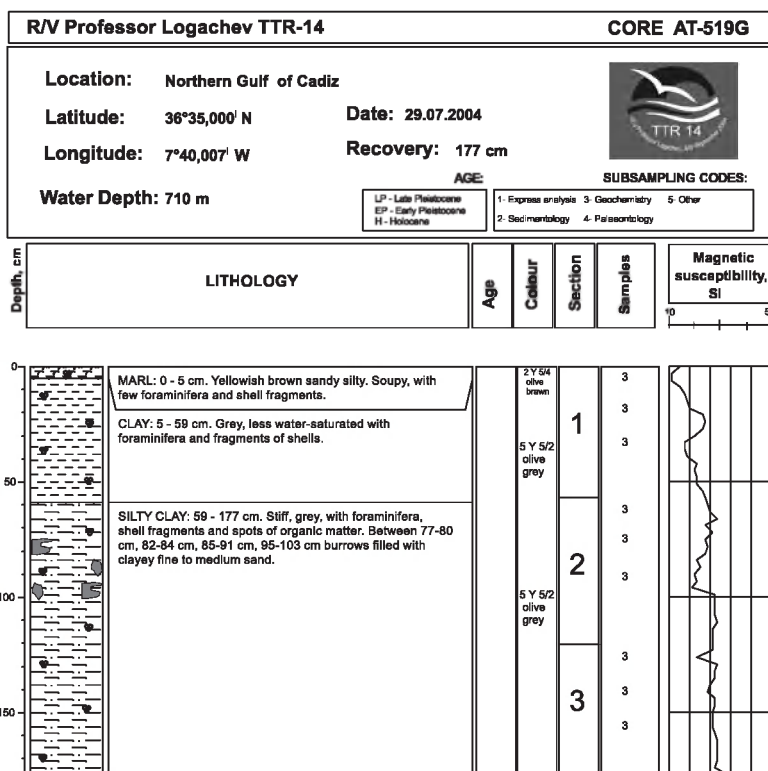 R/V Professor Logachev TTR-14
CORE AT-519G
Location: Northern Gulf of Cadiz
Latitude: 36°35,000' N
Date: 29.07.2004
Longitude: 7°40,007' W
Recovery: 177 cm
Water Depth: 710 m
TTR 14
AGE:
LP - Late Pleistocene
EP - Early Pleistocene
H - Holocene
SUBSAMPLING CODES:
1- Express analysis 3- Geochemistry 5- Other
2- Sedimentology 4- Palaeontology
Depth, cm
LITHOLOGY
Age
Colour
Section
Samples
Magnetic
susceptibility,
SI
10 5
0
MARL: 0 - 5 cm. Yellowish brown sandy silty. Soupy, with
few foraminifera and shell fragments.
CLAY: 5 - 59 cm. Grey, less water-saturated with
foraminifera and fragments of shells.
50
SILTY CLAY: 59 - 177 cm. Stiff, grey, with foraminifera,
shell fragments and spots of organic matter. Between 77-80
cm, 82-84 cm, 85-91 cm, 95-103 cm burrows filled with
clayey fine to medium sand.
100
150
2 Y 5/4
olive
brawn
5 Y 5/2
olive
grey
5 Y 5/2
olive
grey
1
2
3
3
3
3
3
3
3
3
3
3